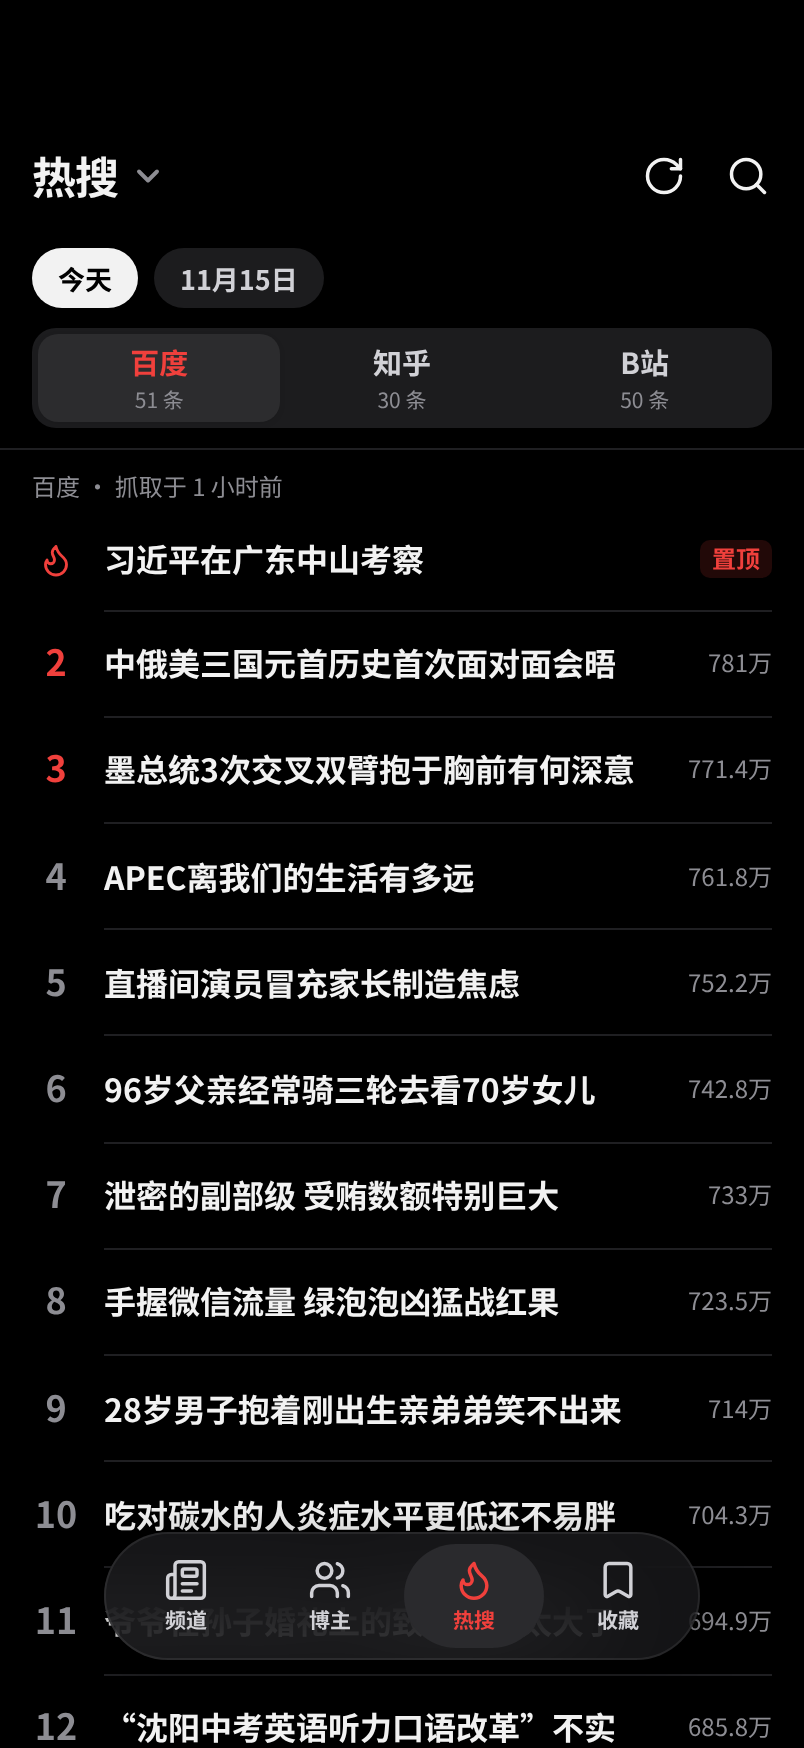 热搜
今天
11月15日
百度
51 条
知乎
30 条
B站
50 条
百度 · 抓取于 1 小时前
习近平在广东中山考察
置顶
2 中俄美三国元首历史首次面对面会晤 781万
3 墨总统3次交叉双臂抱于胸前有何深意 771.4万
4 APEC离我们的生活有多远 761.8万
5 直播间演员冒充家长制造焦虑 752.2万
6 96岁父亲经常骑三轮去看70岁女儿 742.8万
7 泄密的副部级 受贿数额特别巨大 733万
8 手握微信流量 绿泡泡凶猛战红果 723.5万
9 28岁男子抱着刚出生亲弟弟笑不出来 714万
10 吃对碳水的人炎症水平更低还不易胖 704.3万
11 爷爷在孙子婚礼上的致 太大了 694.9万
频道
博主
热搜
收藏
12 “沈阳中考英语听力口语改革”不实 685.8万